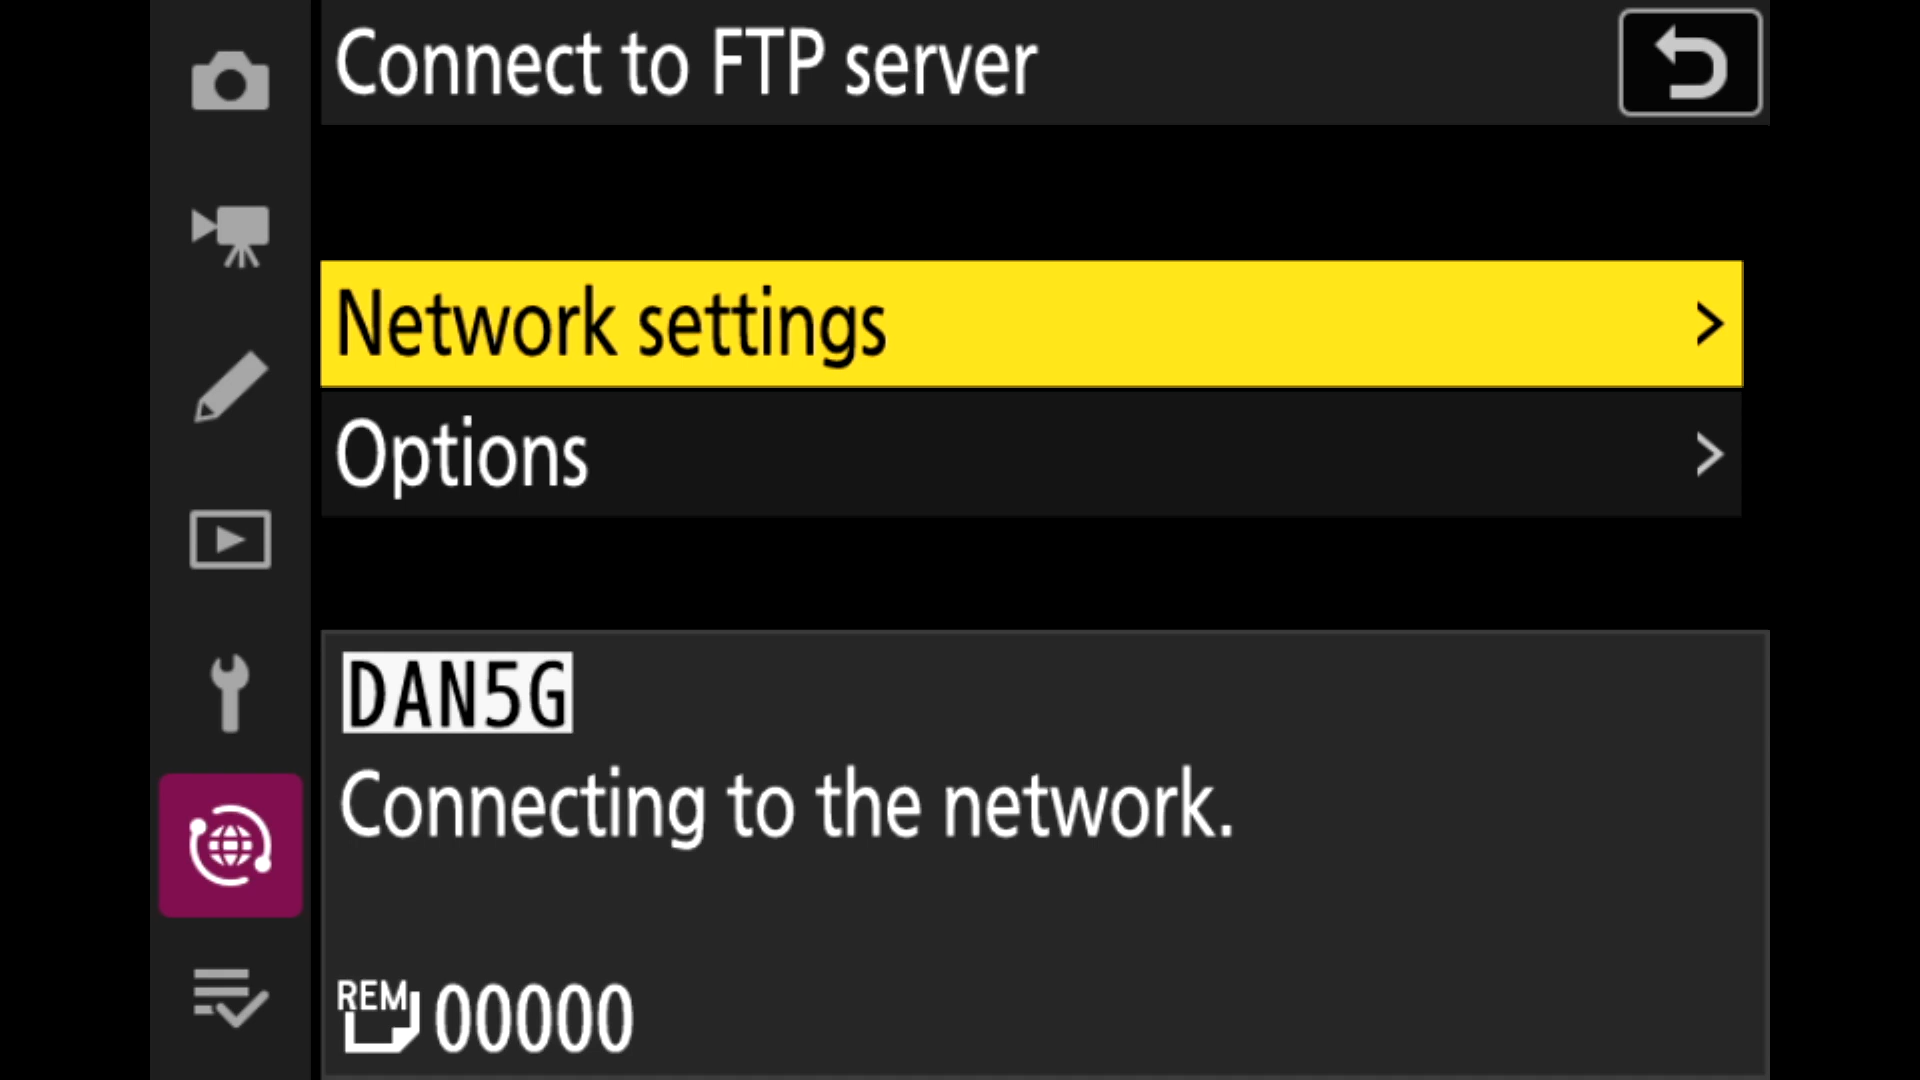 Connect to FTP server
Network settings
Options
DAN5G
Connecting to the network.
REM 00000